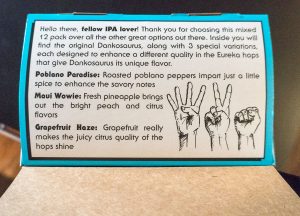 Hello there, fellow IPA lover! Thank you for choosing this mixed
12 pack over all the other great options out there. Inside you will
find the original Dankosaurus, along with 3 special variations,
each designed to enhance a different quality in the Eureka hops
that give Dankosaurus its unique flavor.
Poblano Paradise: Roasted poblano peppers impart just a little
spice to enhance the savory notes
Maui Wowie: Fresh pineapple brings
out the bright peach and citrus
flavors
Grapefruit Haze: Grapefruit really
makes the juicy citrus quality of the
hops shine